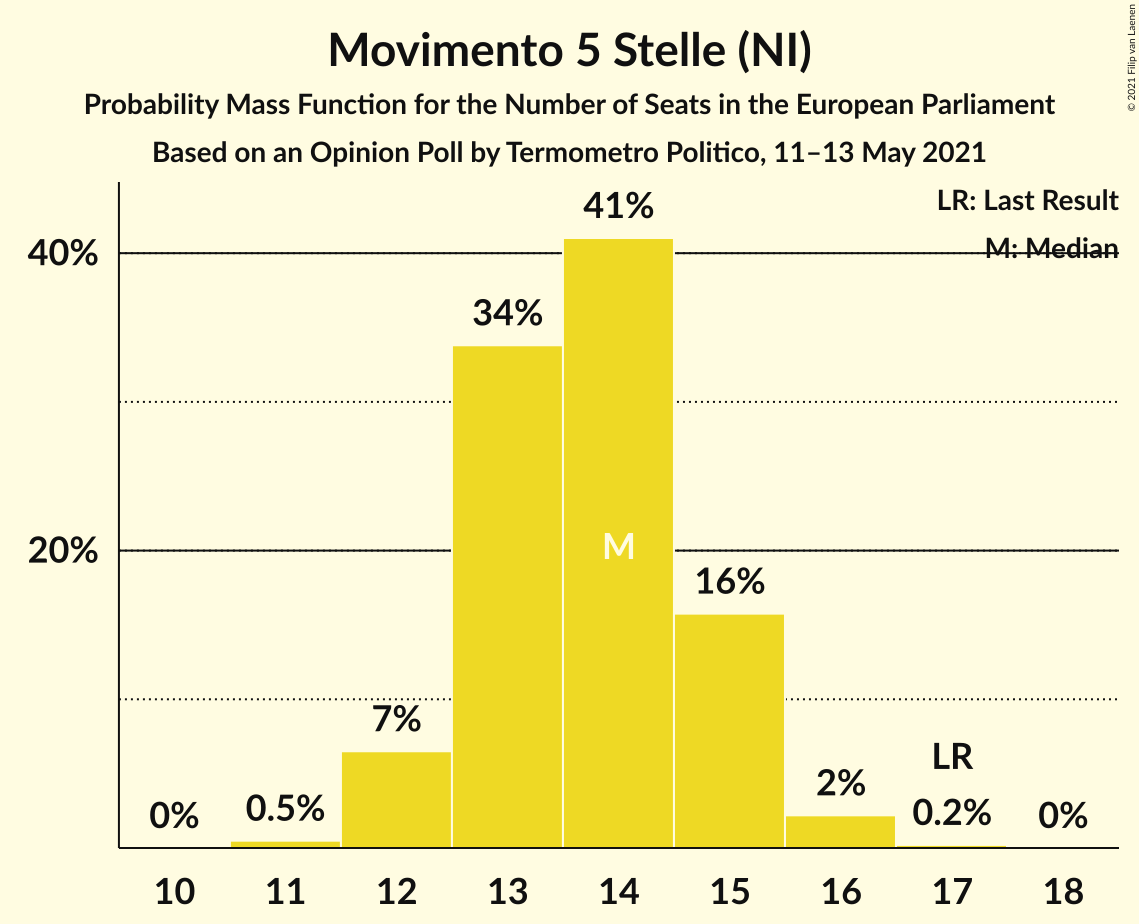 Movimento 5 Stelle (NI)
Probability Mass Function for the Number of Seats in the European Parliament
Based on an Opinion Poll by Termometro Politico, 11–13 May 2021
© 2021 Filip van Laenen
LR: Last Result
M: Median
40%
20%
0%
0.5%
7%
34%
41%
M
16%
2%
LR
0.2%
0%
10 11 12 13 14 15 16 17 18